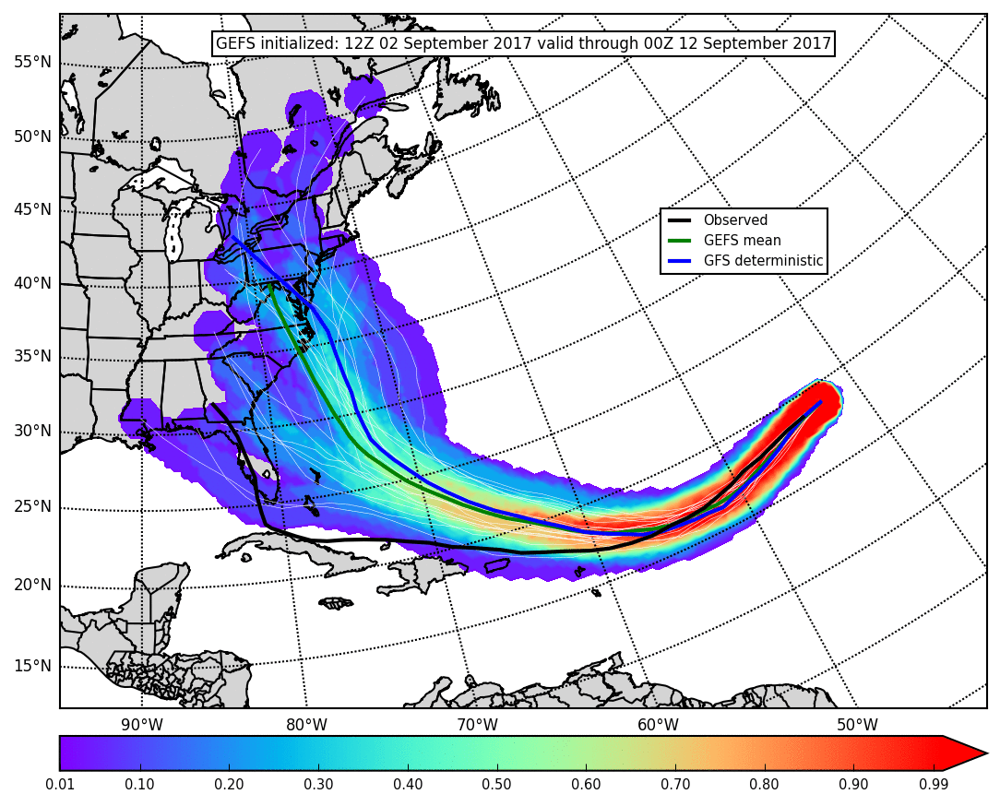 GEFS initialized: 12Z 02 September 2017 valid through 00Z 12 September 2017
55°N
50°N
45°N
40°N
35°N
30°N
25°N
20°N
15°N
Observed
GEFS mean
GFS deterministic
90°W 80°W 70°W 60°W 50°W
0.01 0.10 0.20 0.30 0.40 0.50 0.60 0.70 0.80 0.90 0.99